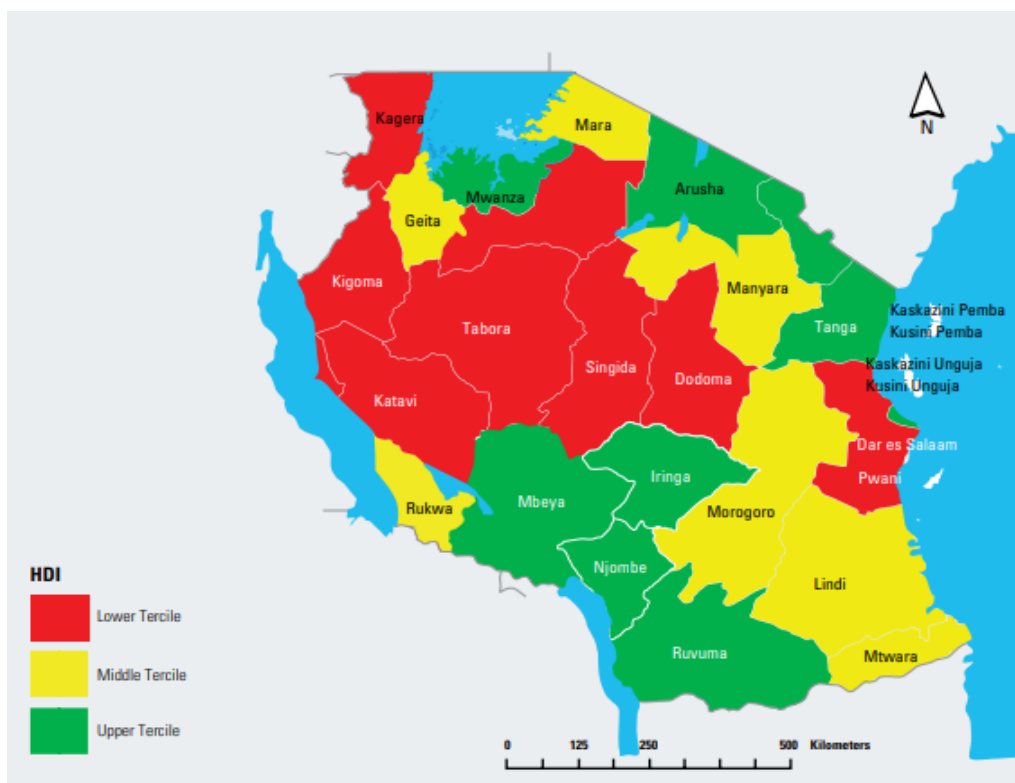 Kagera
Mara
N
Mwanza
Arusha
Geita
Kigoma
Manyara
Kaskazini Pemba
Kusini Pemba
Tabora
Tanga
Singida
Dodoma
Kaskazini Unguja
Kusini Unguja
Katavi
Dar es Salaam
Iringa
Pwani
Mbeya
Rukwa
Morogoro
Njombe
HDI
Lindi
Lower Tercile
Ruvuma
Mtwara
Middle Tercile
Upper Tercile
0 125 250 500 Kilometers